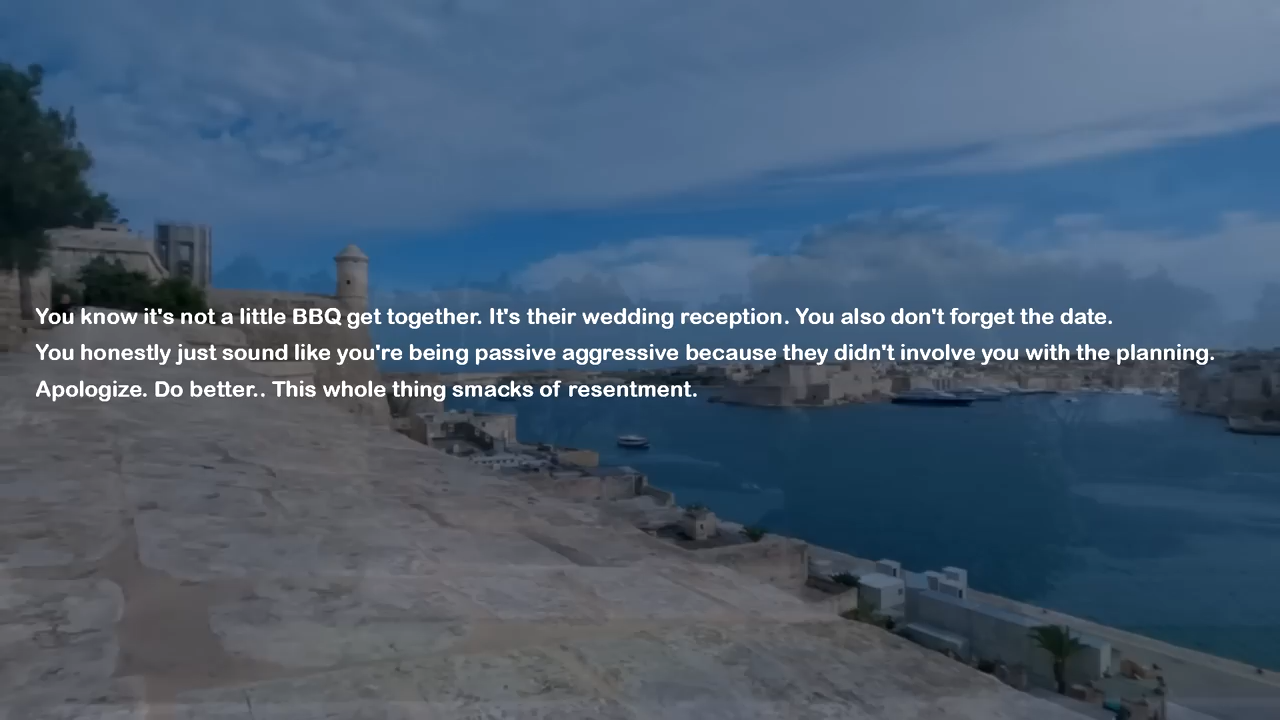 You know it's not a little BBQ get together. It's their wedding reception. You also don't forget the date.
You honestly just sound like you're being passive aggressive because they didn't involve you with the planning.
Apologize. Do better.. This whole thing smacks of resentment.